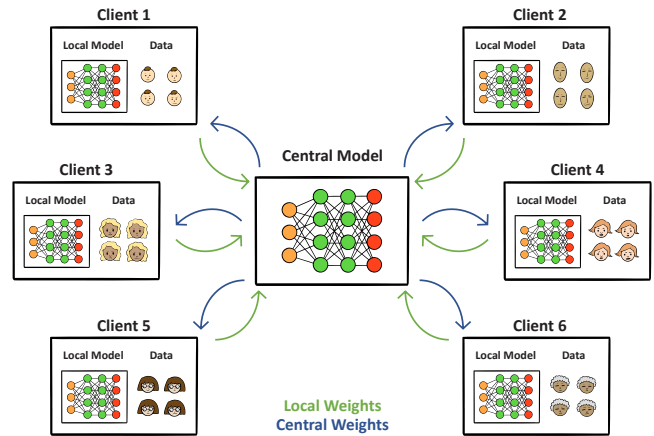 Client 1
Local Model Data
Client 2
Local Model Data
Central Model
Client 3
Local Model Data
Client 4
Local Model Data
Client 5
Local Model Data
Client 6
Local Model Data
Local Weights
Central Weights